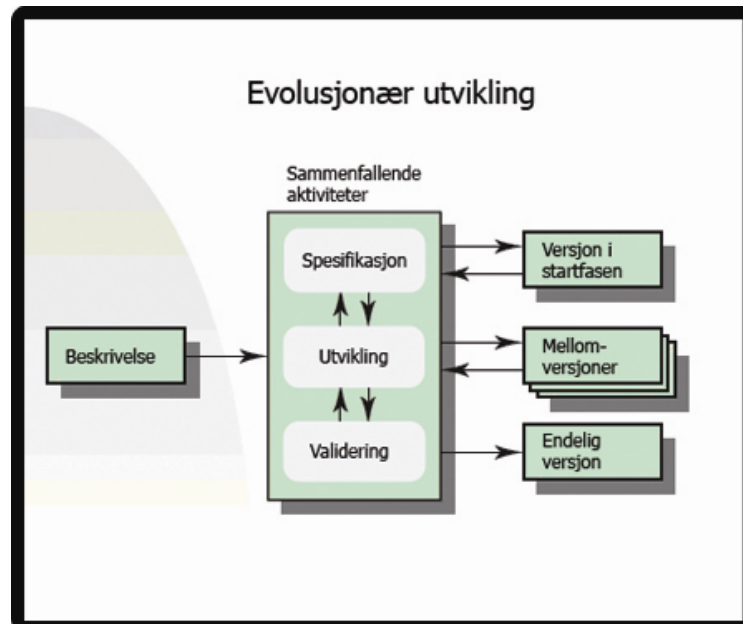 Evolusjonær utvikling
Sammenfallende
aktiviteter
Beskrivelse
Spesifikasjon
Utvikling
Validering
Versjon i
startfasen
Mellom-
versjoner
Endelig
versjon